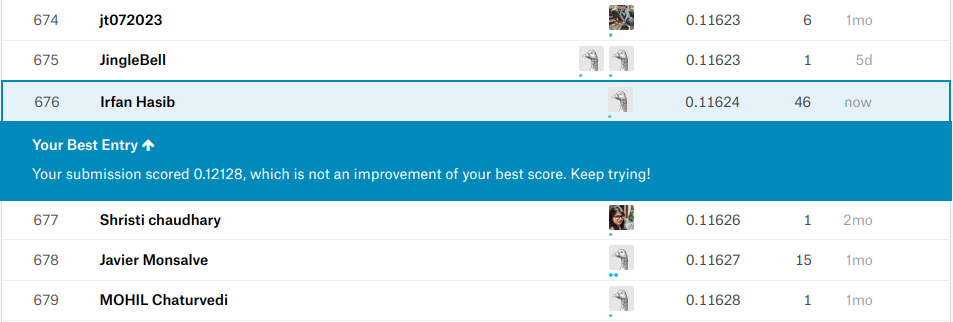 674 jt072023 0.11623 6 1mo
675 JingleBell 0.11623 1 5d
676 Irfan Hasib 0.11624 46 now
Your Best Entry ↑
Your submission scored 0.12128, which is not an improvement of your best score. Keep trying!
677 Shristi chaudhary 0.11626 1 2mo
678 Javier Monsalve 0.11627 15 1mo
679 MOHIL Chaturvedi 0.11628 1 1mo